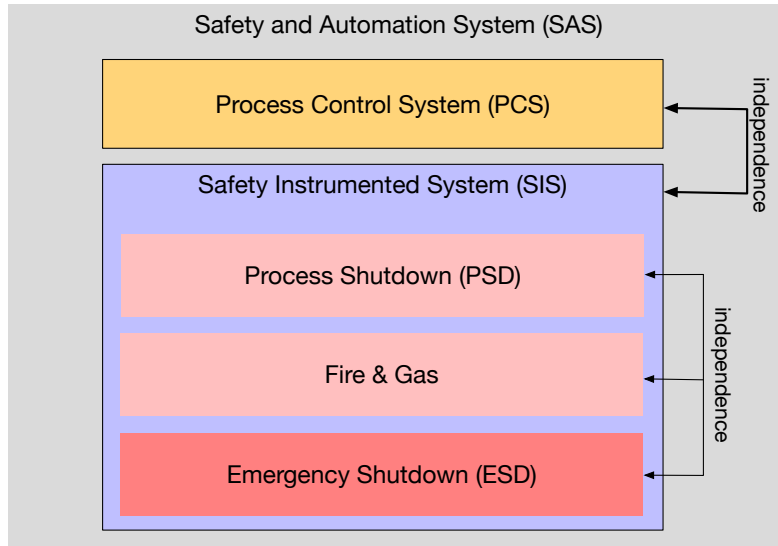 Safety and Automation System (SAS)
Process Control System (PCS)
independence
Safety Instrumented System (SIS)
Process Shutdown (PSD)
Fire & Gas
independence
Emergency Shutdown (ESD)